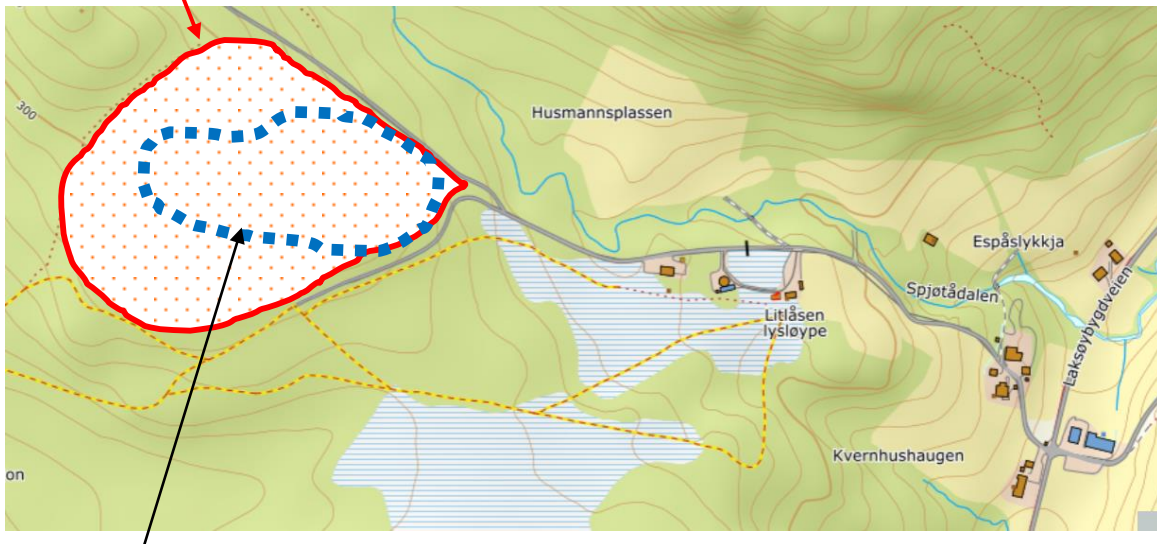 300
Husmannsplassen
Espåslykkja
Spjøtådalen
Litlåsen
lysløype
Laksøybygdveien
Kvernhushaugen
on